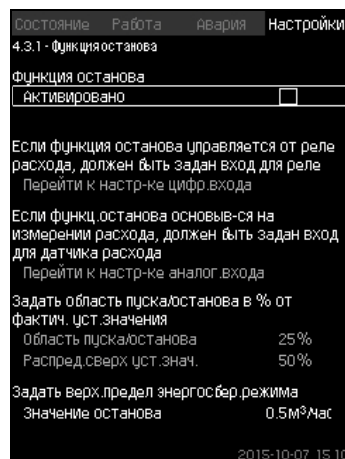 Состояние Работа Авария Настройки
4.3.1 - Функция останова
Функция останова
Активировано
Если функция останова управляется от реле
расхода, должен быть задан вход для реле
Перейти к настр-ке цифр.входа
Если функц.останова основыв-ся на
измерении расхода, должен быть задан вход
для датчика расхода
Перейти к настр-ке аналог.входа
Задать область пуска/останова в % от
фактич. уст.значения
Область пуска/останова 25%
Распред.сверх уст.знач. 50%
Задать верх.предел энергосбер.режима
Значение останова 0.5м³/час
2015-10-07 15:10